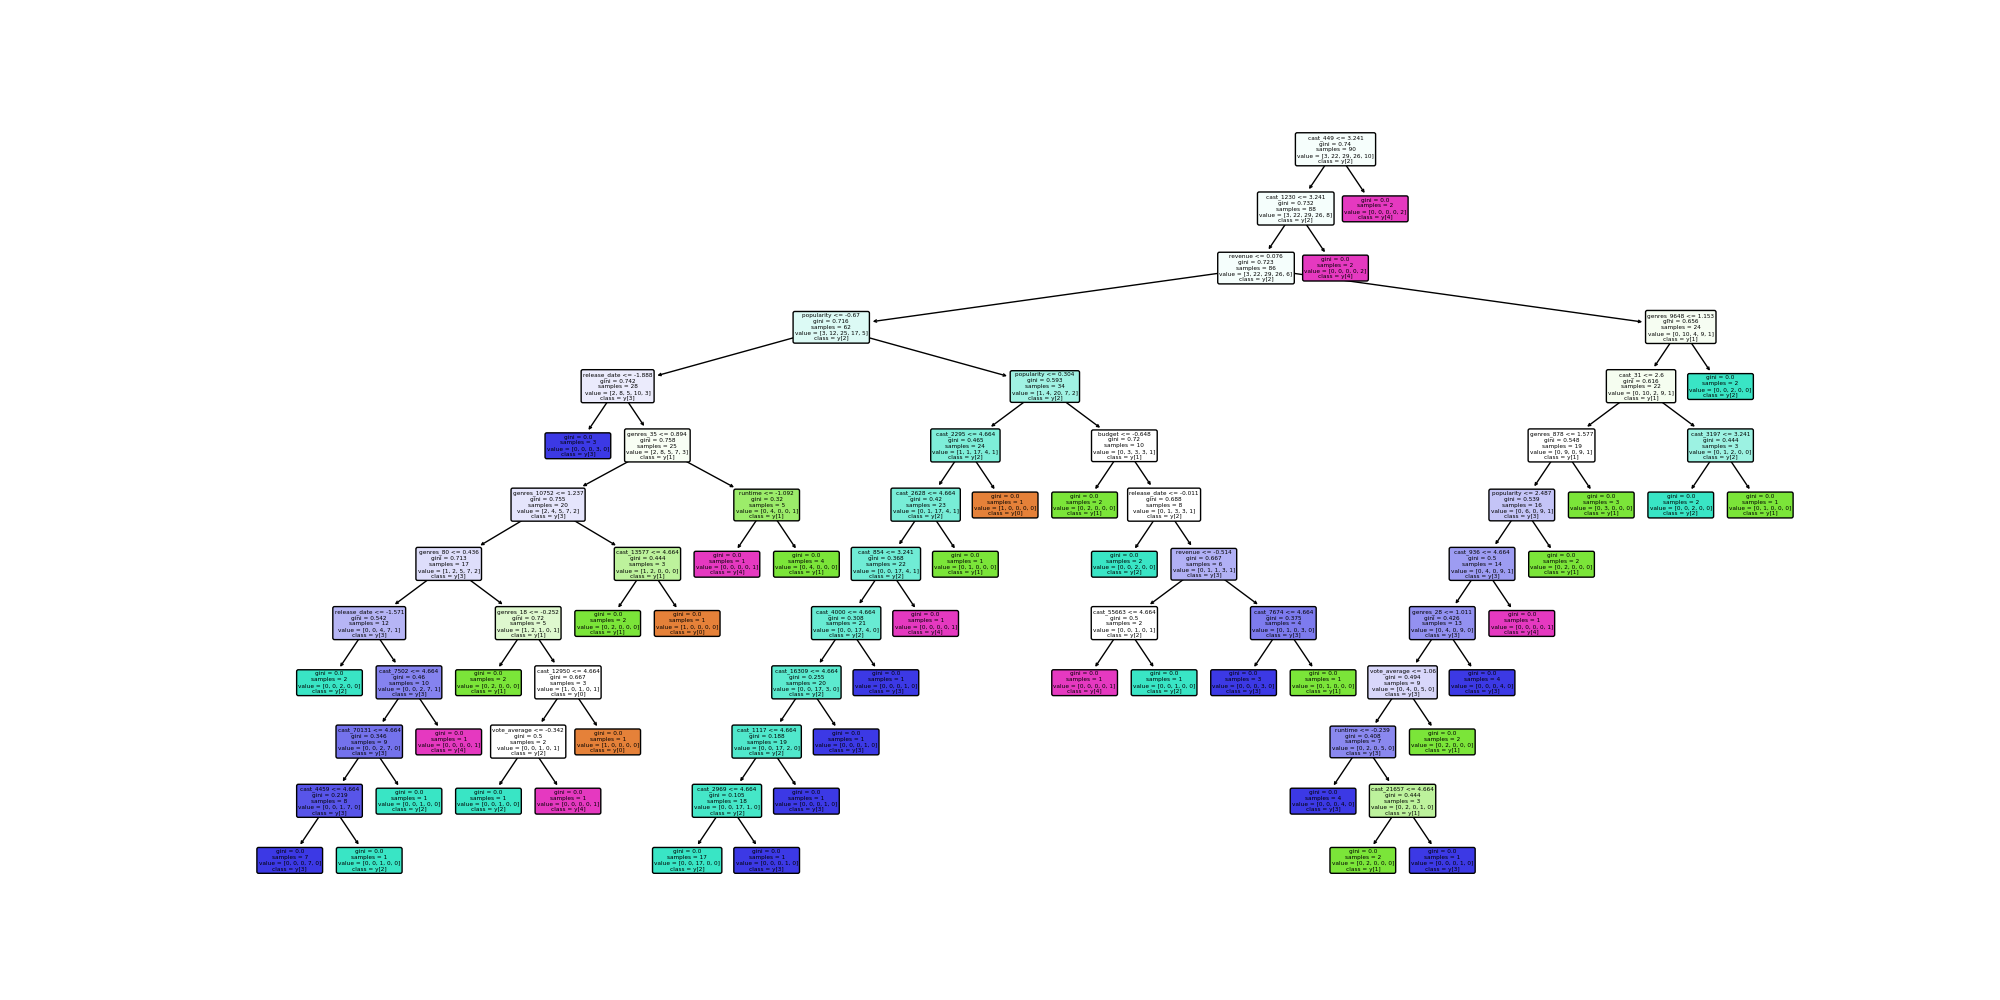 cast_449 <= 3.241
gini = 0.74
samples = 90
value = [3, 22, 29, 26, 10]
class = y[2]
cast_1230 <= 3.241
gini = 0.732
samples = 88
value = [3, 22, 29, 26, 8]
class = y[2]
gini = 0.0
samples = 2
value = [0, 0, 0, 0, 2]
class = y[4]
revenue <= 0.076
gini = 0.723
samples = 86
value = [3, 22, 29, 26, 6]
class = y[2]
gini = 0.0
samples = 2
value = [0, 0, 0, 0, 2]
class = y[4]
popularity <= -0.67
gini = 0.716
samples = 62
value = [3, 12, 25, 17, 5]
class = y[2]
genres_9648 <= 1.153
gini = 0.656
samples = 24
value = [0, 10, 4, 9, 1]
class = y[1]
release_date <= -1.888
gini = 0.742
samples = 28
value = [2, 8, 5, 10, 3]
class = y[3]
popularity <= 0.304
gini = 0.593
samples = 34
value = [1, 4, 20, 7, 2]
class = y[2]
cast_31 <= 2.6
gini = 0.616
samples = 22
value = [0, 10, 2, 9, 1]
class = y[1]
gini = 0.0
samples = 2
value = [0, 0, 2, 0, 0]
class = y[2]
gini = 0.0
samples = 3
value = [0, 0, 0, 3, 0]
class = y[3]
genres_35 <= 0.894
gini = 0.758
samples = 25
value = [2, 8, 5, 7, 3]
class = y[1]
cast_2295 <= 4.664
gini = 0.465
samples = 24
value = [1, 1, 17, 4, 1]
class = y[2]
budget <= -0.648
gini = 0.72
samples = 10
value = [0, 3, 3, 3, 1]
class = y[1]
genres_878 <= 1.577
gini = 0.548
samples = 19
value = [0, 9, 0, 9, 1]
class = y[1]
cast_3197 <= 3.241
gini = 0.444
samples = 3
value = [0, 1, 2, 0, 0]
class = y[2]
genres_10752 <= 1.237
gini = 0.755
samples = 20
value = [2, 4, 5, 7, 2]
class = y[3]
runtime <= -1.092
gini = 0.32
samples = 5
value = [0, 4, 0, 0, 1]
class = y[1]
cast_2628 <= 4.664
gini = 0.42
samples = 23
value = [0, 1, 17, 4, 1]
class = y[2]
gini = 0.0
samples = 1
value = [1, 0, 0, 0, 0]
class = y[0]
gini = 0.0
samples = 2
value = [0, 2, 0, 0, 0]
class = y[1]
release_date <= -0.011
gini = 0.688
samples = 8
value = [0, 1, 3, 3, 1]
class = y[2]
popularity <= 2.487
gini = 0.539
samples = 16
value = [0, 6, 0, 9, 1]
class = y[3]
gini = 0.0
samples = 3
value = [0, 3, 0, 0, 0]
class = y[1]
gini = 0.0
samples = 2
value = [0, 0, 2, 0, 0]
class = y[2]
gini = 0.0
samples = 1
value = [0, 1, 0, 0, 0]
class = y[1]
genres_80 <= 0.436
gini = 0.713
samples = 17
value = [1, 2, 5, 7, 2]
class = y[3]
cast_13577 <= 4.664
gini = 0.444
samples = 3
value = [1, 2, 0, 0, 0]
class = y[1]
gini = 0.0
samples = 1
value = [0, 0, 0, 0, 1]
class = y[4]
gini = 0.0
samples = 4
value = [0, 4, 0, 0, 0]
class = y[1]
cast_854 <= 3.241
gini = 0.368
samples = 22
value = [0, 0, 17, 4, 1]
class = y[2]
gini = 0.0
samples = 1
value = [0, 1, 0, 0, 0]
class = y[1]
gini = 0.0
samples = 2
value = [0, 0, 2, 0, 0]
class = y[2]
revenue <= -0.514
gini = 0.667
samples = 6
value = [0, 1, 1, 3, 1]
class = y[3]
cast_936 <= 4.664
gini = 0.5
samples = 14
value = [0, 4, 0, 9, 1]
class = y[3]
gini = 0.0
samples = 2
value = [0, 2, 0, 0, 0]
class = y[1]
release_date <= -1.571
gini = 0.542
samples = 12
value = [0, 0, 4, 7, 1]
class = y[3]
genres_18 <= -0.252
gini = 0.72
samples = 5
value = [1, 2, 1, 0, 1]
class = y[1]
gini = 0.0
samples = 2
value = [0, 2, 0, 0, 0]
class = y[1]
gini = 0.0
samples = 1
value = [1, 0, 0, 0, 0]
class = y[0]
cast_4000 <= 4.664
gini = 0.308
samples = 21
value = [0, 0, 17, 4, 0]
class = y[2]
gini = 0.0
samples = 1
value = [0, 0, 0, 0, 1]
class = y[4]
cast_55663 <= 4.664
gini = 0.5
samples = 2
value = [0, 0, 1, 0, 1]
class = y[2]
cast_7674 <= 4.664
gini = 0.375
samples = 4
value = [0, 1, 0, 3, 0]
class = y[3]
genres_28 <= 1.011
gini = 0.426
samples = 13
value = [0, 4, 0, 9, 0]
class = y[3]
gini = 0.0
samples = 1
value = [0, 0, 0, 0, 1]
class = y[4]
gini = 0.0
samples = 2
value = [0, 0, 2, 0, 0]
class = y[2]
cast_7502 <= 4.664
gini = 0.46
samples = 10
value = [0, 0, 2, 7, 1]
class = y[3]
gini = 0.0
samples = 2
value = [0, 2, 0, 0, 0]
class = y[1]
cast_12950 <= 4.664
gini = 0.667
samples = 3
value = [1, 0, 1, 0, 1]
class = y[0]
cast_16309 <= 4.664
gini = 0.255
samples = 20
value = [0, 0, 17, 3, 0]
class = y[2]
gini = 0.0
samples = 1
value = [0, 0, 0, 1, 0]
class = y[3]
gini = 0.0
samples = 1
value = [0, 0, 0, 0, 1]
class = y[4]
gini = 0.0
samples = 1
value = [0, 0, 1, 0, 0]
class = y[2]
gini = 0.0
samples = 3
value = [0, 0, 0, 3, 0]
class = y[3]
gini = 0.0
samples = 1
value = [0, 1, 0, 0, 0]
class = y[1]
vote_average <= 1.06
gini = 0.494
samples = 9
value = [0, 4, 0, 5, 0]
class = y[3]
gini = 0.0
samples = 4
value = [0, 0, 0, 4, 0]
class = y[3]
cast_70131 <= 4.664
gini = 0.346
samples = 9
value = [0, 0, 2, 7, 0]
class = y[3]
gini = 0.0
samples = 1
value = [0, 0, 0, 0, 1]
class = y[4]
vote_average <= -0.342
gini = 0.5
samples = 2
value = [0, 0, 1, 0, 1]
class = y[2]
gini = 0.0
samples = 1
value = [1, 0, 0, 0, 0]
class = y[0]
cast_1117 <= 4.664
gini = 0.188
samples = 19
value = [0, 0, 17, 2, 0]
class = y[2]
gini = 0.0
samples = 1
value = [0, 0, 0, 1, 0]
class = y[3]
runtime <= -0.239
gini = 0.408
samples = 7
value = [0, 2, 0, 5, 0]
class = y[3]
gini = 0.0
samples = 2
value = [0, 2, 0, 0, 0]
class = y[1]
cast_4459 <= 4.664
gini = 0.219
samples = 8
value = [0, 0, 1, 7, 0]
class = y[3]
gini = 0.0
samples = 1
value = [0, 0, 1, 0, 0]
class = y[2]
gini = 0.0
samples = 1
value = [0, 0, 1, 0, 0]
class = y[2]
gini = 0.0
samples = 1
value = [0, 0, 0, 0, 1]
class = y[4]
cast_2969 <= 4.664
gini = 0.105
samples = 18
value = [0, 0, 17, 1, 0]
class = y[2]
gini = 0.0
samples = 1
value = [0, 0, 0, 1, 0]
class = y[3]
gini = 0.0
samples = 4
value = [0, 0, 0, 4, 0]
class = y[3]
cast_21657 <= 4.664
gini = 0.444
samples = 3
value = [0, 2, 0, 1, 0]
class = y[1]
gini = 0.0
samples = 7
value = [0, 0, 0, 7, 0]
class = y[3]
gini = 0.0
samples = 1
value = [0, 0, 1, 0, 0]
class = y[2]
gini = 0.0
samples = 17
value = [0, 0, 17, 0, 0]
class = y[2]
gini = 0.0
samples = 1
value = [0, 0, 0, 1, 0]
class = y[3]
gini = 0.0
samples = 2
value = [0, 2, 0, 0, 0]
class = y[1]
gini = 0.0
samples = 1
value = [0, 0, 0, 1, 0]
class = y[3]